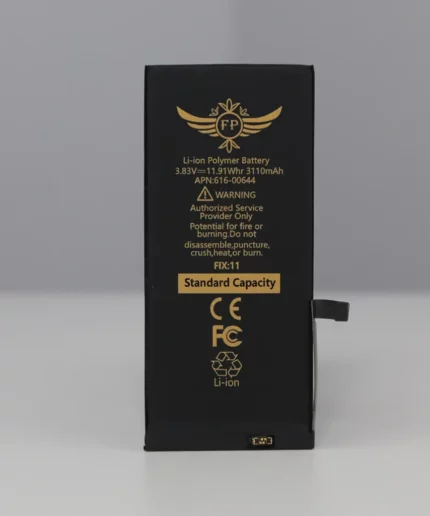 FP
Li-ion Polymer Battery
3.83V⎓11.91Whr 3110mAh
APN:616-00644
WARNING
Authorized Service
Provider Only
Potential for fire or
burning.Do not
disassemble,puncture,
crush,heat,or burn.
FIX:11
Standard Capacity
CE
FC
Li-ion